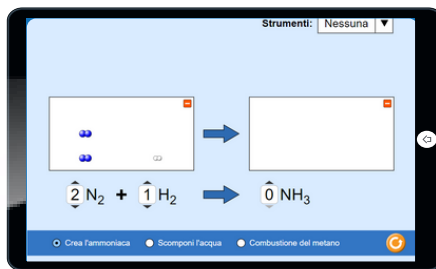 Strumenti: Nessuna ▼
2 N₂ + 1 H₂ 0 NH₃
Crea l'ammoniaca Scomponi l'acqua Combustione del metano